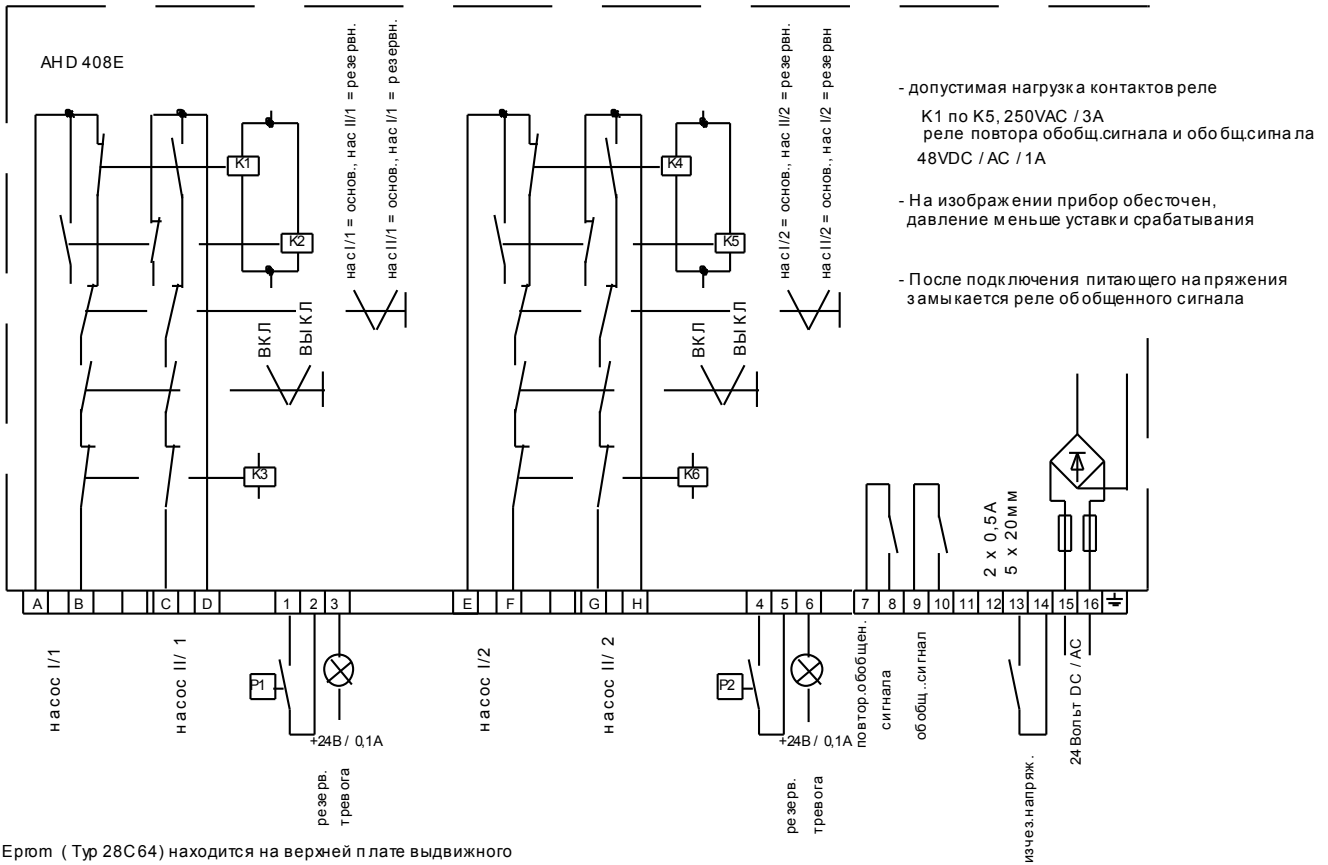 AHD 408E
K1
K2
K3
нас I/1 = основ., нас II/1 = резервн.
нас II/1 = основ., нас I/1 = резервн.
ВКЛ
ВЫКЛ
K4
K5
K6
нас I/2 = основ., нас II/2 = резервн.
нас II/2 = основ., нас I/2 = резервн
ВКЛ
ВЫКЛ
- допустимая нагрузка контактов реле
K1 по K5, 250VAC / 3A
реле повтора обобщ.сигнала и обобщ.сигнала
48VDC / AC / 1A
- На изображении прибор обесточен,
давление меньше уставки срабатывания
- После подключения питающего напряжения
замыкается реле обобщенного сигнала
2 x 0,5A
5 x 20мм
A B C D 1 2 3 E F G H 4 5 6 7 8 9 10 11 12 13 14 15 16
насос I/1
насос II/ 1
P1
+24В / 0,1А
резерв.
тревога
насос I/2
насос II/ 2
P2
+24В / 0,1А
резерв.
тревога
повтор.обобщен.
сигнала
обобщ..сигнал
изчез.напряж.
24 Вольт DC / AC
Eprom ( Typ 28C64) находится на верхней плате выдвижного